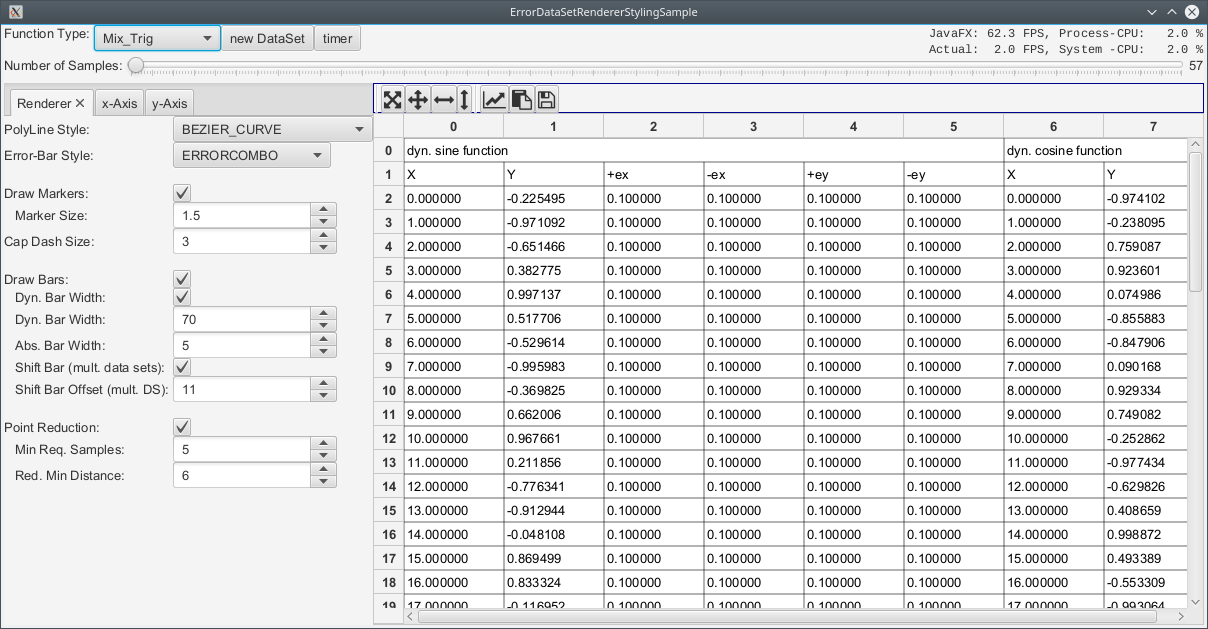 ErrorDataSetRendererStylingSample
Function Type: Mix_Trig new DataSet timer
JavaFX: 62.3 FPS, Process-CPU: 2.0 %
Actual: 2.0 FPS, System -CPU: 2.0 %
Number of Samples: 57
Renderer x-Axis y-Axis
PolyLine Style: BEZIER_CURVE
Error-Bar Style: ERRORCOMBO
Draw Markers:
Marker Size: 1.5
Cap Dash Size: 3
Draw Bars:
Dyn. Bar Width:
Dyn. Bar Width: 70
Abs. Bar Width: 5
Shift Bar (mult. data sets):
Shift Bar Offset (mult. DS): 11
Point Reduction:
Min Req. Samples: 5
Red. Min Distance: 6
0 1 2 3 4 5 6 7
0 dyn. sine function dyn. cosine function
1 X Y +ex -ex +ey -ey X Y
2 0.000000 -0.225495 0.100000 0.100000 0.100000 0.100000 0.000000 -0.974102
3 1.000000 -0.971092 0.100000 0.100000 0.100000 0.100000 1.000000 -0.238095
4 2.000000 -0.651466 0.100000 0.100000 0.100000 0.100000 2.000000 0.759087
5 3.000000 0.382775 0.100000 0.100000 0.100000 0.100000 3.000000 0.923601
6 4.000000 0.997137 0.100000 0.100000 0.100000 0.100000 4.000000 0.074986
7 5.000000 0.517706 0.100000 0.100000 0.100000 0.100000 5.000000 -0.855883
8 6.000000 -0.529614 0.100000 0.100000 0.100000 0.100000 6.000000 -0.847906
9 7.000000 -0.995983 0.100000 0.100000 0.100000 0.100000 7.000000 0.090168
10 8.000000 -0.369825 0.100000 0.100000 0.100000 0.100000 8.000000 0.929334
11 9.000000 0.662006 0.100000 0.100000 0.100000 0.100000 9.000000 0.749082
12 10.000000 0.967661 0.100000 0.100000 0.100000 0.100000 10.000000 -0.252862
13 11.000000 0.211856 0.100000 0.100000 0.100000 0.100000 11.000000 -0.977434
14 12.000000 -0.776341 0.100000 0.100000 0.100000 0.100000 12.000000 -0.629826
15 13.000000 -0.912944 0.100000 0.100000 0.100000 0.100000 13.000000 0.408659
16 14.000000 -0.048108 0.100000 0.100000 0.100000 0.100000 14.000000 0.998872
17 15.000000 0.869499 0.100000 0.100000 0.100000 0.100000 15.000000 0.493389
18 16.000000 0.833324 0.100000 0.100000 0.100000 0.100000 16.000000 -0.553309
19 17.000000 -0.116952 0.100000 0.100000 0.100000 0.100000 17.000000 -0.993064